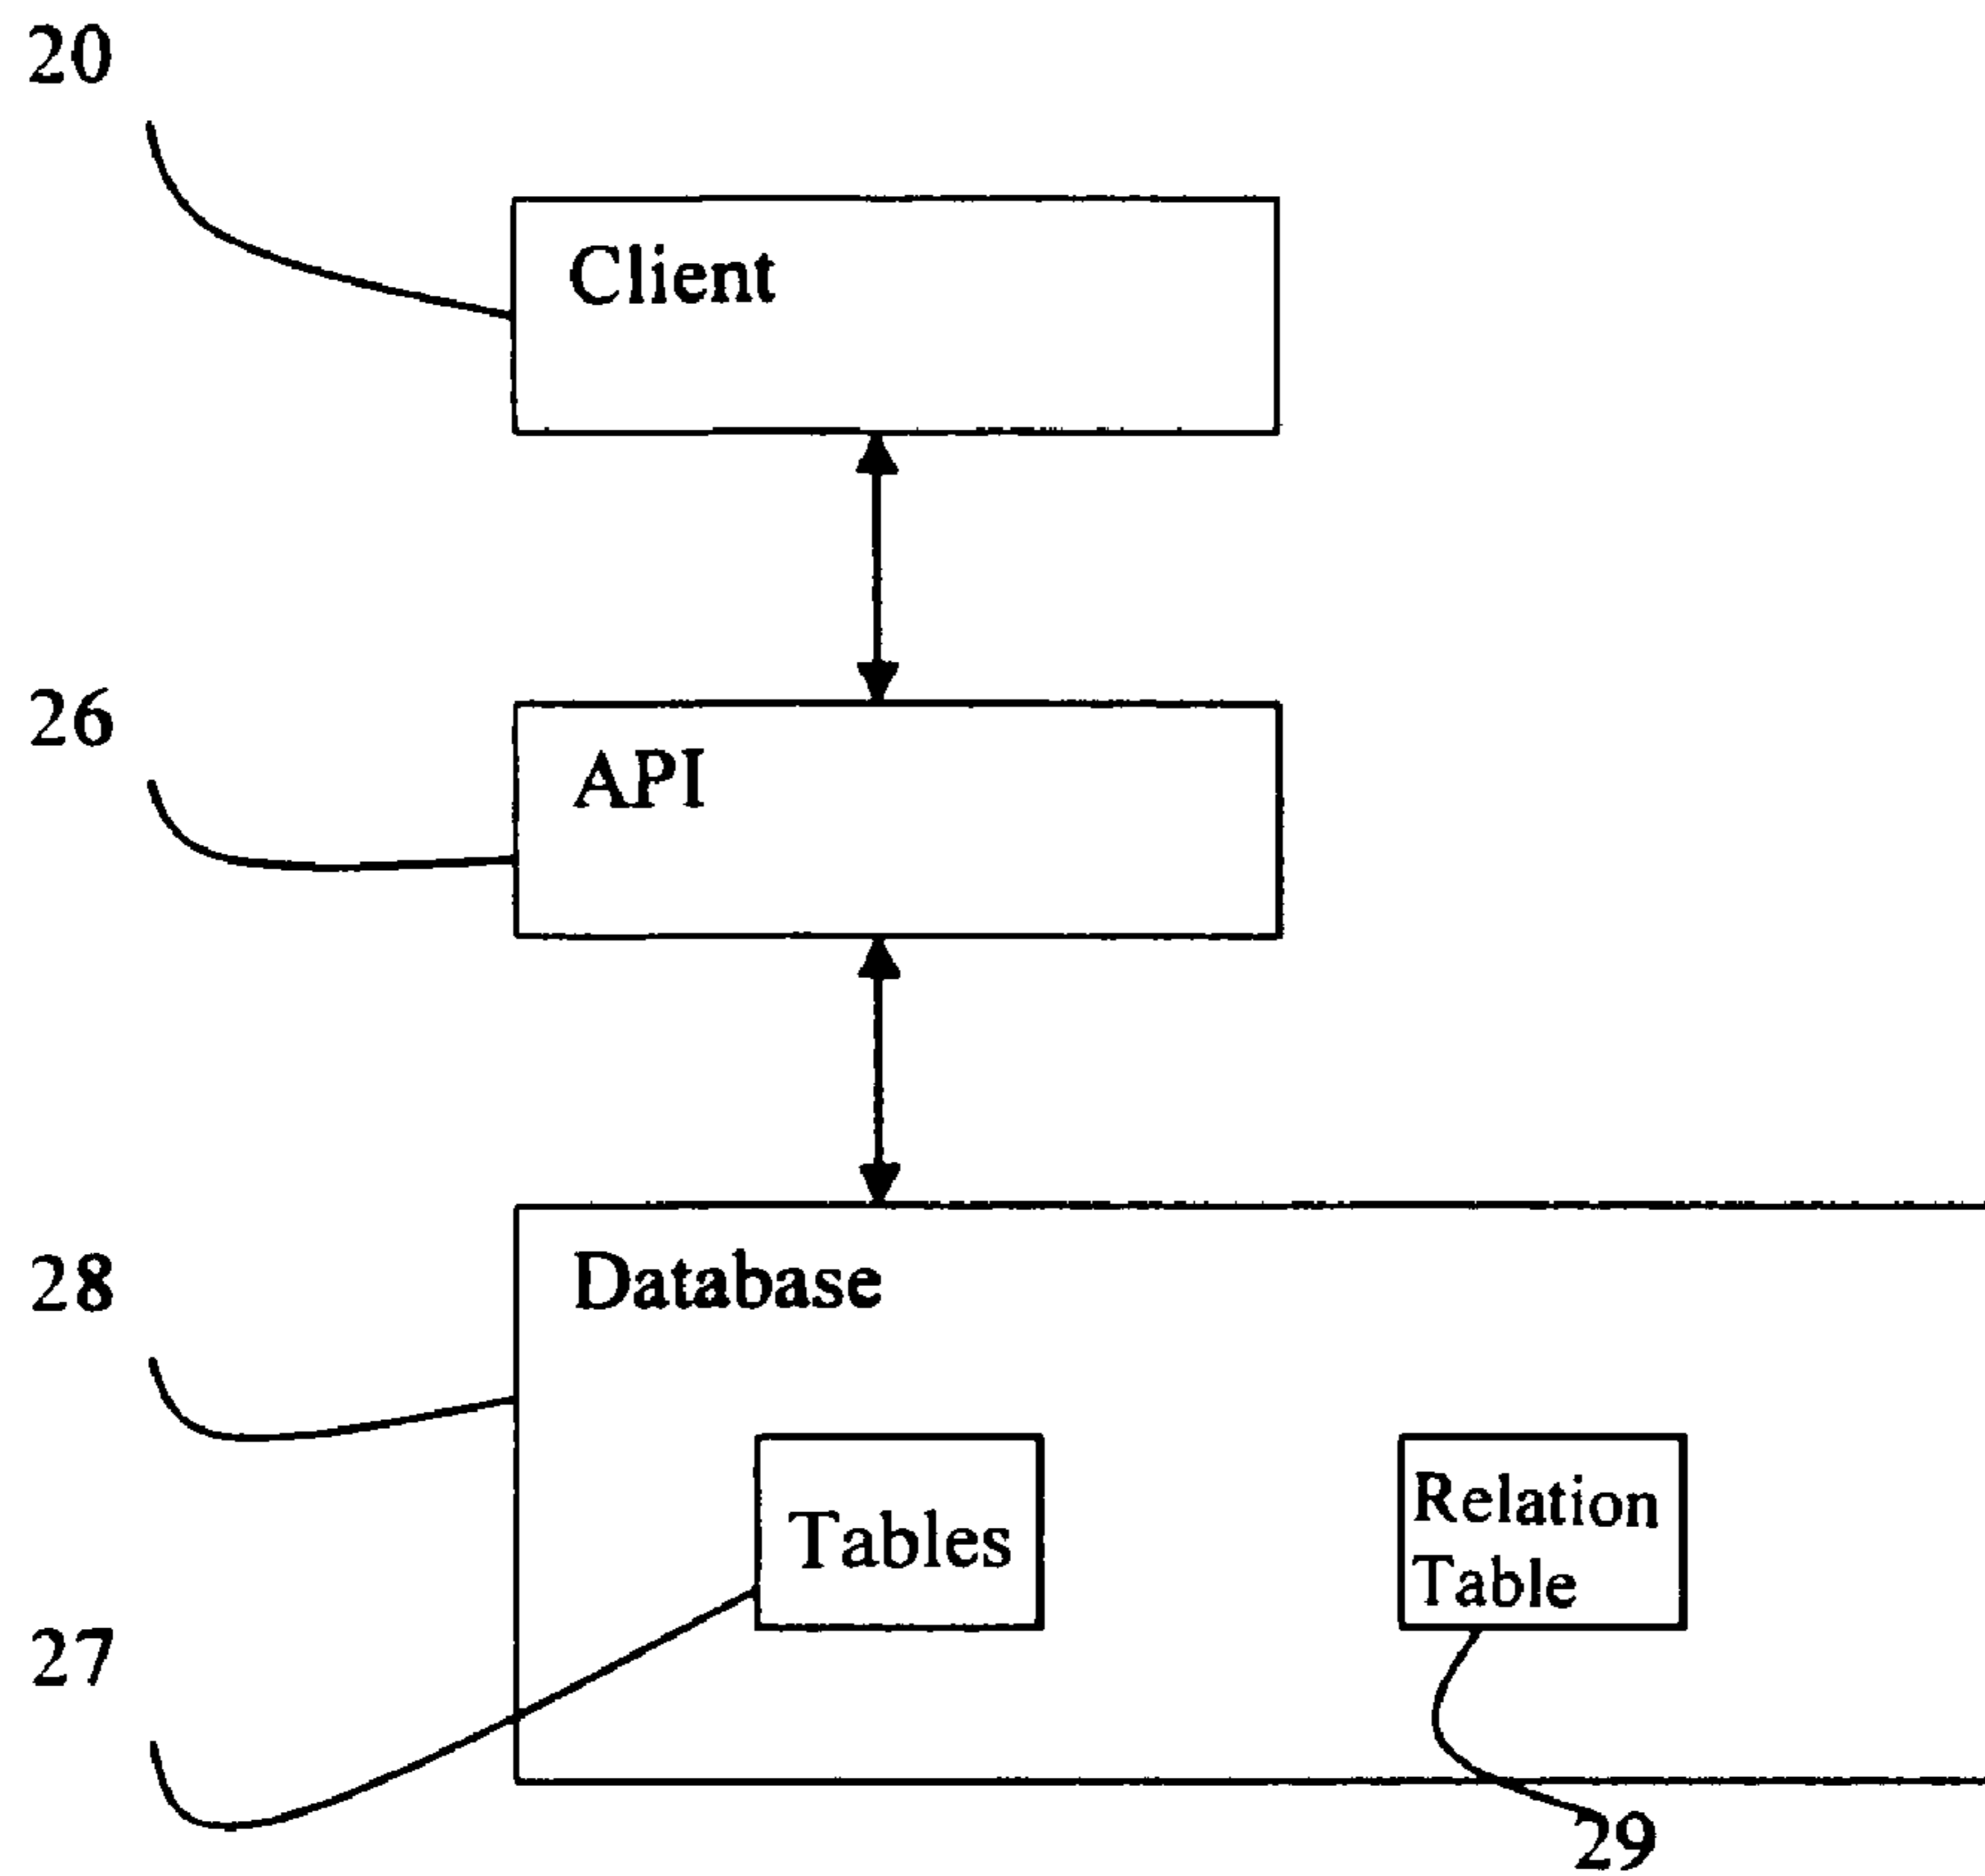 20
Client
26
API
28
Database
Tables
Relation
Table
27
29